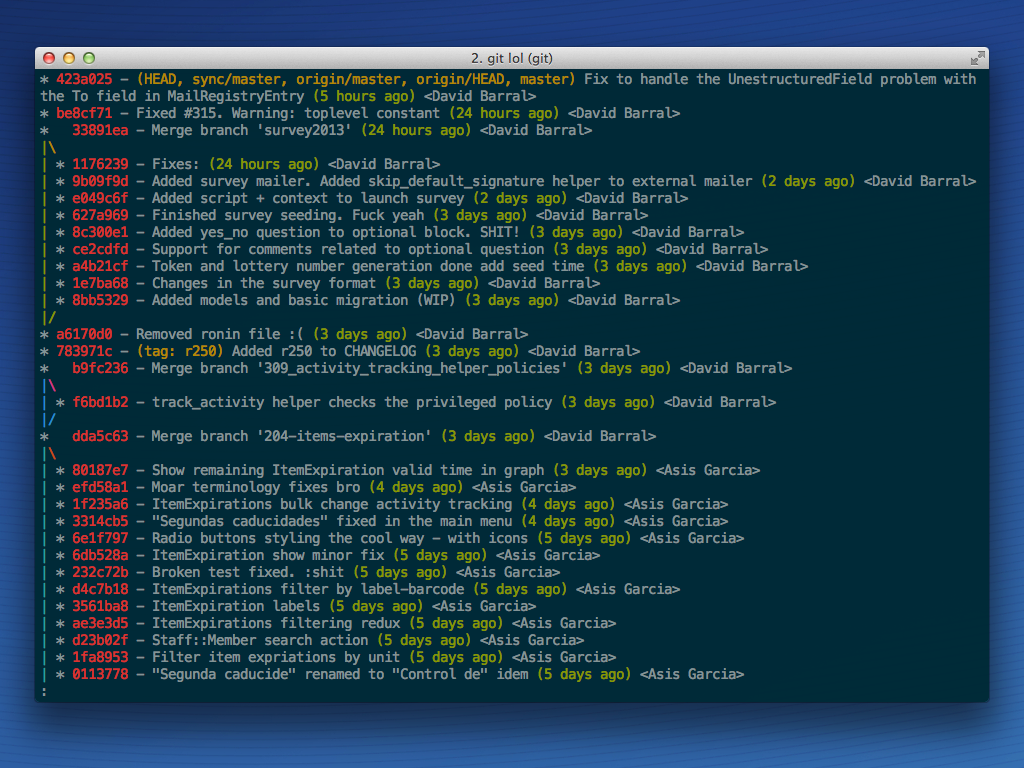 2. git lol (git)
* 423a025 – (HEAD, sync/master, origin/master, origin/HEAD, master) Fix to handle the UnestructuredField problem with
the To field in MailRegistryEntry (5 hours ago) <David Barral>
* be8cf71 – Fixed #315. Warning: toplevel constant (24 hours ago) <David Barral>
*   33891ea – Merge branch 'survey2013' (24 hours ago) <David Barral>
|\
| * 1176239 – Fixes: (24 hours ago) <David Barral>
| * 9b09f9d – Added survey mailer. Added skip_default_signature helper to external mailer (2 days ago) <David Barral>
| * e049c6f – Added script + context to launch survey (2 days ago) <David Barral>
| * 627a969 – Finished survey seeding. Fuck yeah (3 days ago) <David Barral>
| * 8c300e1 – Added yes_no question to optional block. SHIT! (3 days ago) <David Barral>
| * ce2cdfd – Support for comments related to optional question (3 days ago) <David Barral>
| * a4b21cf – Token and lottery number generation done add seed time (3 days ago) <David Barral>
| * 1e7ba68 – Changes in the survey format (3 days ago) <David Barral>
| * 8bb5329 – Added models and basic migration (WIP) (3 days ago) <David Barral>
|/
* a6170d0 – Removed ronin file :( (3 days ago) <David Barral>
* 783971c – (tag: r250) Added r250 to CHANGELOG (3 days ago) <David Barral>
*   b9fc236 – Merge branch '309_activity_tracking_helper_policies' (3 days ago) <David Barral>
|\
| * f6bd1b2 – track_activity helper checks the privileged policy (3 days ago) <David Barral>
|/
*   dda5c63 – Merge branch '204-items-expiration' (3 days ago) <David Barral>
|\
| * 80187e7 – Show remaining ItemExpiration valid time in graph (3 days ago) <Asis Garcia>
| * efd58a1 – Moar terminology fixes bro (4 days ago) <Asis Garcia>
| * 1f235a6 – ItemExpirations bulk change activity tracking (4 days ago) <Asis Garcia>
| * 3314cb5 – "Segundas caducidades" fixed in the main menu (4 days ago) <Asis Garcia>
| * 6e1f797 – Radio buttons styling the cool way – with icons (5 days ago) <Asis Garcia>
| * 6db528a – ItemExpiration show minor fix (5 days ago) <Asis Garcia>
| * 232c72b – Broken test fixed. :shit (5 days ago) <Asis Garcia>
| * d4c7b18 – ItemExpirations filter by label-barcode (5 days ago) <Asis Garcia>
| * 3561ba8 – ItemExpiration labels (5 days ago) <Asis Garcia>
| * ae3e3d5 – ItemExpirations filtering redux (5 days ago) <Asis Garcia>
| * d23b02f – Staff::Member search action (5 days ago) <Asis Garcia>
| * 1fa8953 – Filter item expriations by unit (5 days ago) <Asis Garcia>
| * 0113778 – "Segunda caducide" renamed to "Control de" idem (5 days ago) <Asis Garcia>
: